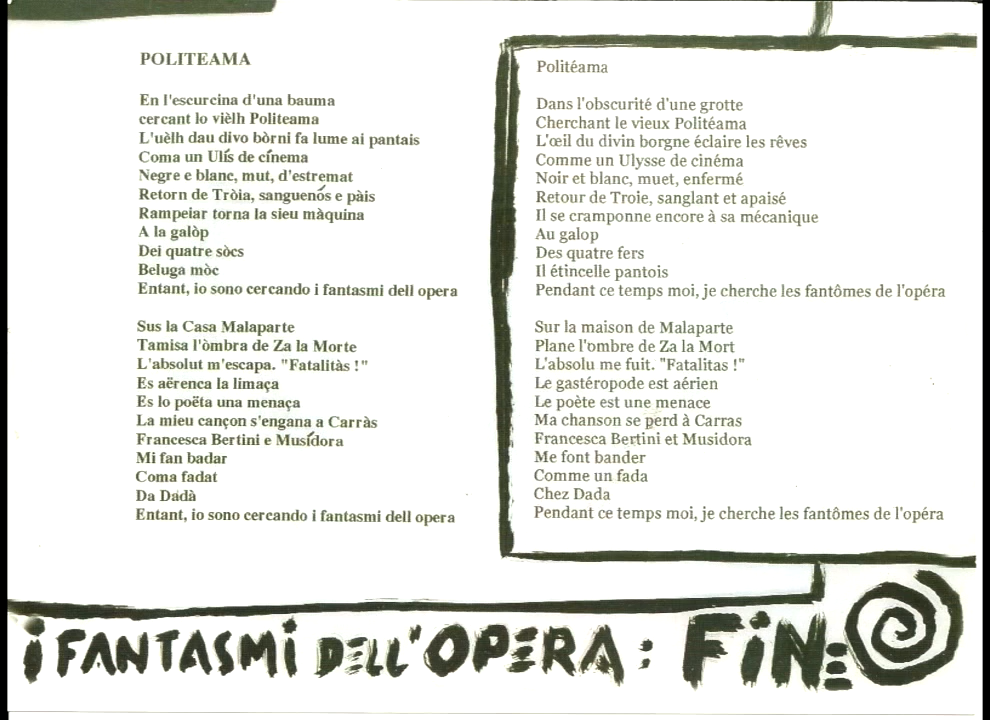 POLITEAMA
En l'escurcina d'una bauma
cercant lo vièlh Politeama
L'uèlh dau divo bòrni fa lume ai pantais
Coma un Ulís de cínema
Negre e blanc, mut, d'estremat
Retorn de Tròia, sanguenós e pàis
Rampeiar torna la sieu màquina
A la galòp
Dei quatre sòcs
Beluga mòc
Entant, io sono cercando i fantasmi dell opera
Sus la Casa Malaparte
Tamisa l'òmbra de Za la Morte
L'absolut m'escapa. "Fatalitàs !"
Es aërenca la limaça
Es lo poëta una menaça
La mieu cançon s'engana a Carràs
Francesca Bertini e Musídora
Mi fan badar
Coma fadat
Da Dadà
Entant, io sono cercando i fantasmi dell opera
Politéama
Dans l'obscurité d'une grotte
Cherchant le vieux Politéama
L'œil du divin borgne éclaire les rêves
Comme un Ulysse de cinéma
Noir et blanc, muet, enfermé
Retour de Troie, sanglant et apaisé
Il se cramponne encore à sa mécanique
Au galop
Des quatre fers
Il étincelle pantois
Pendant ce temps moi, je cherche les fantômes de l'opéra
Sur la maison de Malaparte
Plane l'ombre de Za la Mort
L'absolu me fuit. "Fatalitas !"
Le gastéropode est aérien
Le poète est une menace
Ma chanson se perd à Carras
Francesca Bertini et Musidora
Me font bander
Comme un fada
Chez Dada
Pendant ce temps moi, je cherche les fantômes de l'opéra
i FANTASMi DELL'OPERA : FiNE